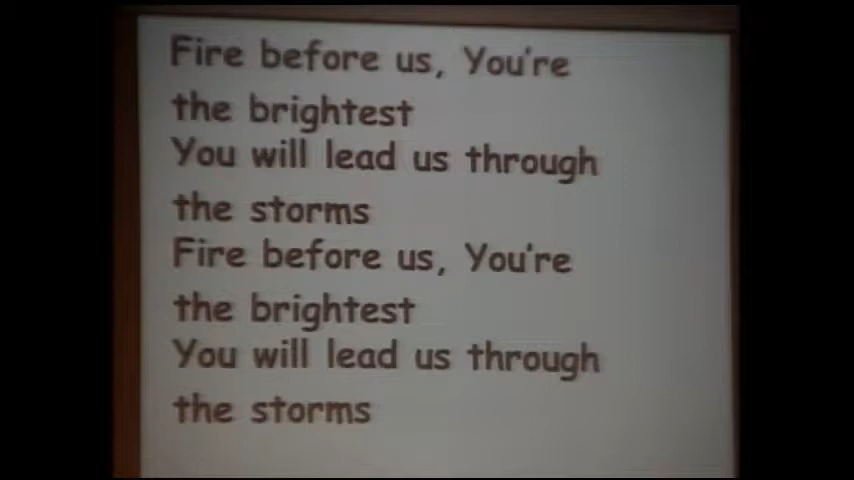 Fire before us, You're
the brightest
You will lead us through
the storms
Fire before us, You're
the brightest
You will lead us through
the storms